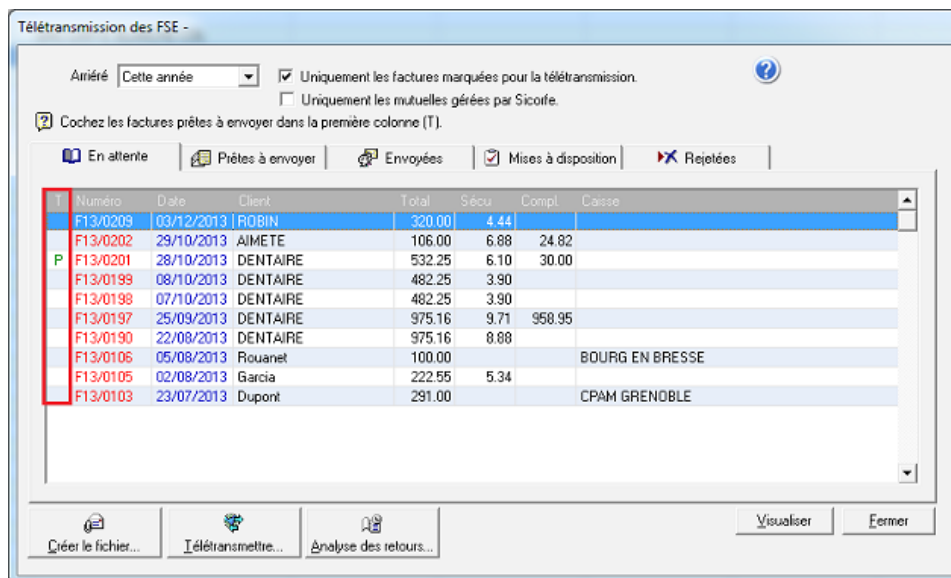 Télétransmission des FSE -
Arriéré Cette année Uniquement les factures marquées pour la télétransmission.
Uniquement les mutuelles gérées par Sicorfe.
Cochez les factures prêtes à envoyer dans la première colonne (T).
En attente Prêtes à envoyer Envoyées Mises à disposition Rejetées
T Numéro Date Client Total Sécu Compl. Caisse
F13/0209 03/12/2013 ROBIN 320.00 4.44
F13/0202 29/10/2013 AIMETE 106.00 6.88 24.82
P F13/0201 28/10/2013 DENTAIRE 532.25 6.10 30.00
F13/0199 08/10/2013 DENTAIRE 482.25 3.90
F13/0198 07/10/2013 DENTAIRE 482.25 3.90
F13/0197 25/09/2013 DENTAIRE 975.16 9.71 958.95
F13/0190 22/08/2013 DENTAIRE 975.16 8.88
F13/0106 05/08/2013 Rouanet 100.00 BOURG EN BRESSE
F13/0105 02/08/2013 Garcia 222.55 5.34
F13/0103 23/07/2013 Dupont 291.00 CPAM GRENOBLE
Créer le fichier... Télétransmettre... Analyse des retours... Visualiser Fermer